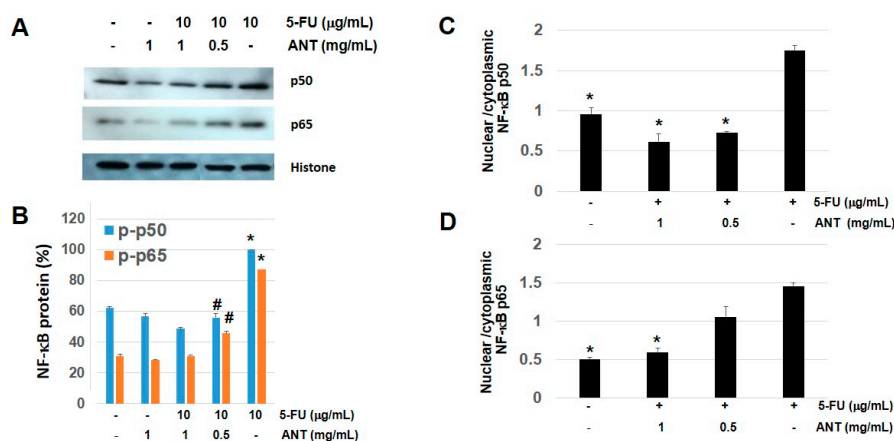 A
5-FU (μg/mL) - - 10 10 10
ANT (mg/mL) - 1 1 0.5 -
p50
p65
Histone
B
NF-κB protein (%)
120
100
80
60
40
20
0
p-p50
p-p65
# # * *
- - 10 10 10 5-FU (μg/mL)
- 1 1 0.5 - ANT (mg/mL)
C
Nuclear /cytoplasmic
NF-κB p50
2
1.5
1
0.5
0
* * *
- + + + 5-FU (μg/mL)
- 1 0.5 - ANT (mg/mL)
D
Nuclear /cytoplasmic
NF-κB p65
2
1.5
1
0.5
0
* *
- + + + 5-FU (μg/mL)
- 1 0.5 - ANT (mg/mL)